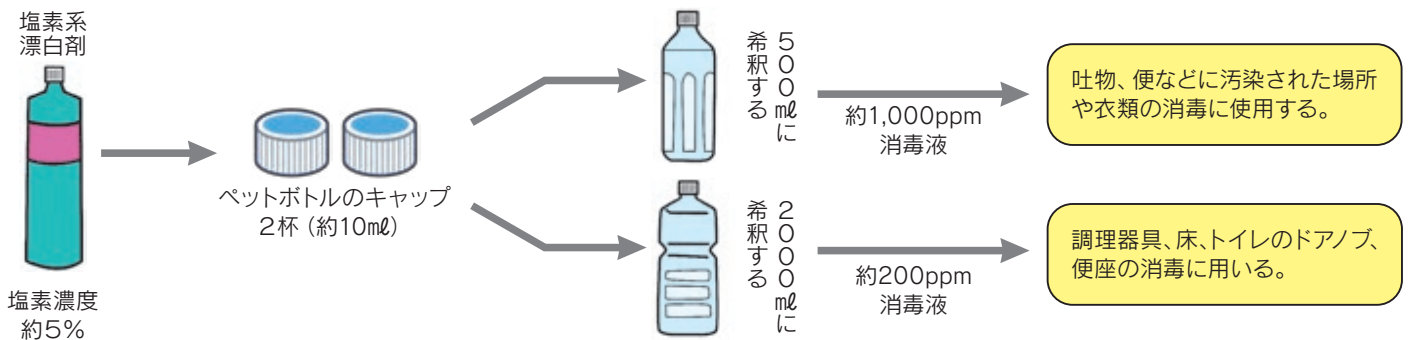 塩素系
漂白剤
塩素濃度
約5%
ペットボトルのキャップ
2杯（約10㎖）
500㎖に
希釈する
約1,000ppm
消毒液
吐物、便などに汚染された場所
や衣類の消毒に使用する。
2000㎖に
希釈する
約200ppm
消毒液
調理器具、床、トイレのドアノブ、
便座の消毒に用いる。